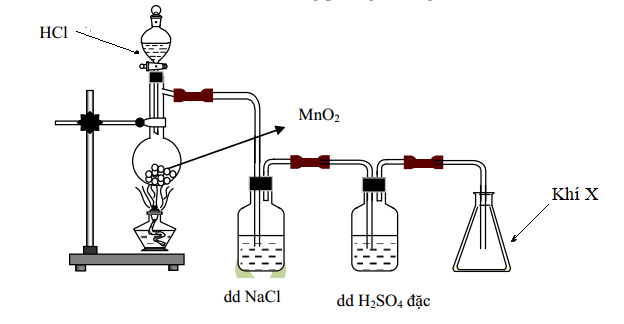 HCl
MnO₂
Khí X
dd NaCl
dd H₂SO₄ đặc